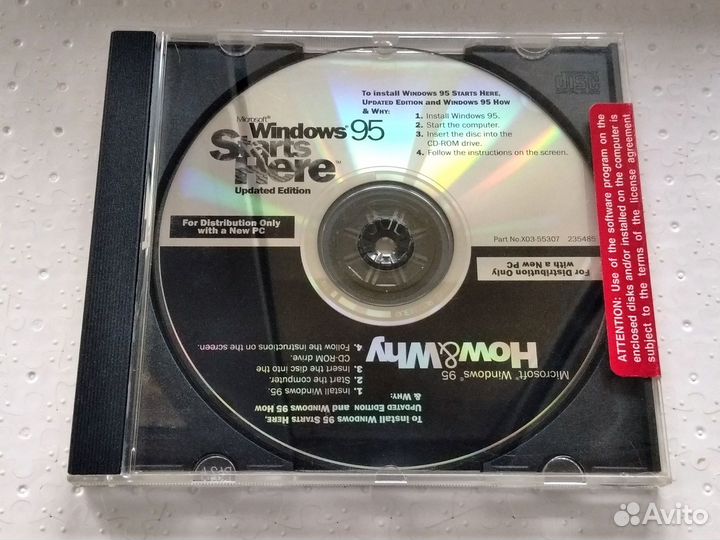 To install WINDOWS 95 STARTS HERE,
UPDATED EDITION and WINDOWS 95 HOW
& WHY:
1. Install Windows 95.
2. Start the computer.
3. Insert the disc into the
CD-ROM drive.
4. Follow the instructions on the screen.
Microsoft®
Windows® 95
Starts
Here™
Updated Edition
For Distribution Only
with a New PC
Part No.X03-55307 235485
For Distribution Only
with a New PC
Microsoft® Windows® 95
How&Why
To install WINDOWS 95 STARTS HERE,
UPDATED EDITION and WINDOWS 95 HOW
& WHY:
1. Install Windows 95.
2. Start the computer.
3. Insert the disc into the
CD-ROM drive.
4. Follow the instructions on the screen.
ATTENTION: Use of the software program on the
enclosed disks and/or installed on the computer is
subject to the terms of the license agreement.
COMPACT
disc
Avito